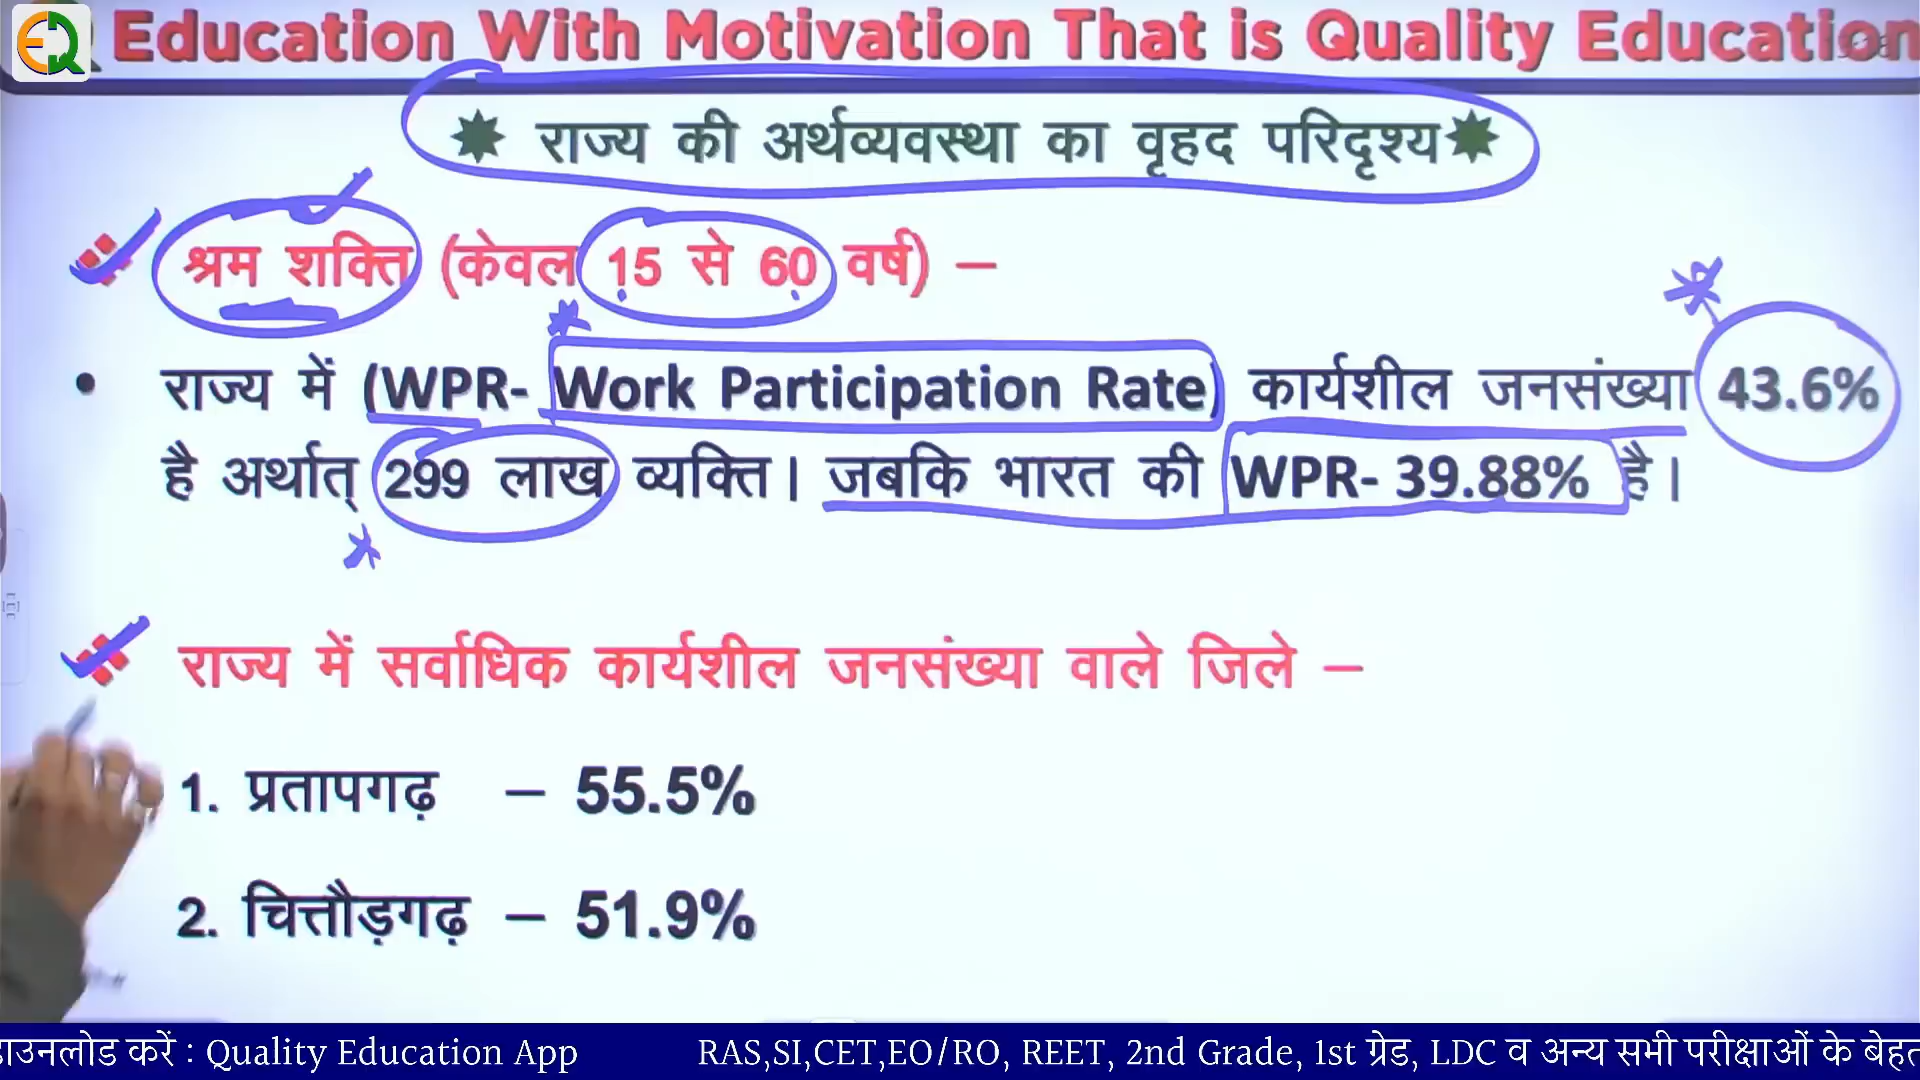 EQ
Education With Motivation That is Quality Education
राज्य की अर्थव्यवस्था का वृहद परिदृश्य
श्रम शक्ति (केवल 15 से 60 वर्ष) –
• राज्य में (WPR- Work Participation Rate) कार्यशील जनसंख्या 43.6%
है अर्थात् 299 लाख व्यक्ति। जबकि भारत की WPR- 39.88% है।
राज्य में सर्वाधिक कार्यशील जनसंख्या वाले जिले –
1. प्रतापगढ़ – 55.5%
2. चित्तौड़गढ़ – 51.9%
डाउनलोड करें : Quality Education App RAS,SI,CET,EO/RO, REET, 2nd Grade, 1st ग्रेड, LDC व अन्य सभी परीक्षाओं के